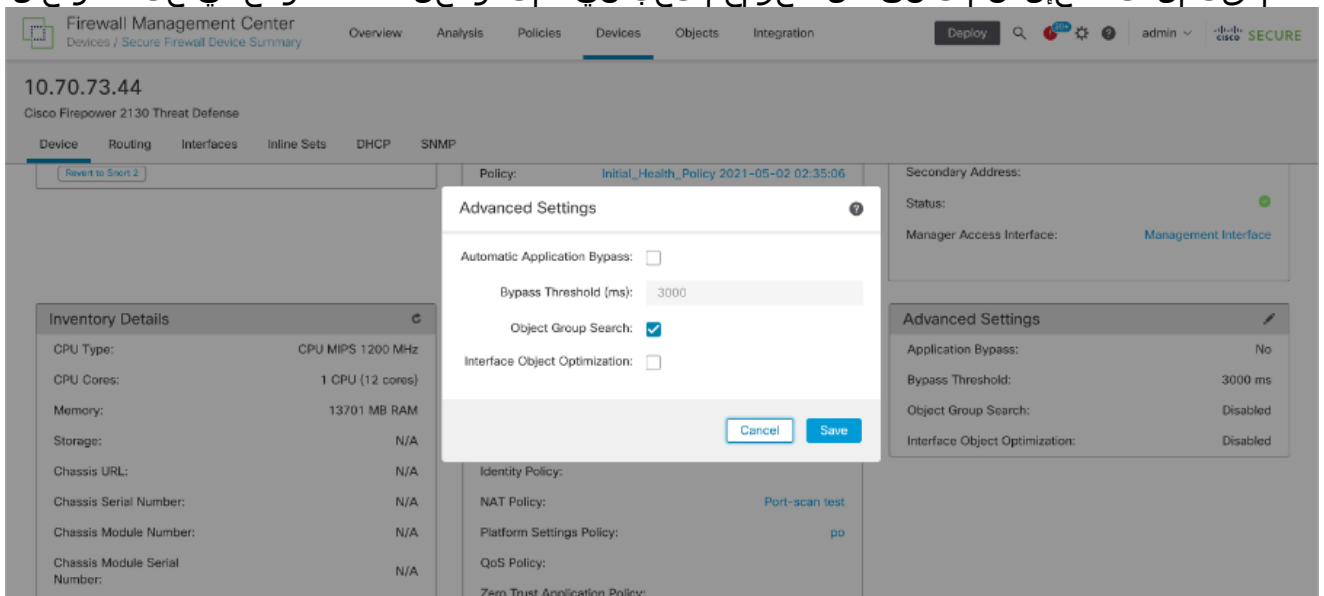 Firewall Management Center
Devices / Secure Firewall Device Summary
Overview
Analysis
Policies
Devices
Objects
Integration
Deploy
admin
cisco SECURE
10.70.73.44
Cisco Firepower 2130 Threat Defense
Device
Routing
Interfaces
Inline Sets
DHCP
SNMP
Revert to Snort 2
Policy:
Initial_Health_Policy 2021-05-02 02:35:06
Secondary Address:
Status:
Manager Access Interface:
Management Interface
Advanced Settings
Automatic Application Bypass:
Bypass Threshold (ms):
3000
Object Group Search:
Interface Object Optimization:
Cancel
Save
Inventory Details
CPU Type:
CPU MIPS 1200 MHz
CPU Cores:
1 CPU (12 cores)
Memory:
13701 MB RAM
Storage:
N/A
Chassis URL:
N/A
Chassis Serial Number:
N/A
Chassis Module Number:
N/A
Chassis Module Serial
Number:
N/A
Identity Policy:
NAT Policy:
Port-scan test
Platform Settings Policy:
po
QoS Policy:
Zero Trust Application Policy:
Advanced Settings
Application Bypass:
No
Bypass Threshold:
3000 ms
Object Group Search:
Disabled
Interface Object Optimization:
Disabled